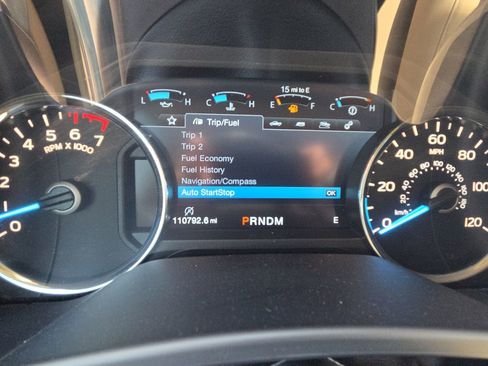 15 mi to E
L H C H E F C H
Trip/Fuel
Trip 1
Trip 2
Fuel Economy
Fuel History
Navigation/Compass
Auto StartStop OK
110792.6 mi PRNDM E
0 1 2 3 4 5 6 7
RPM X 1000
0 20 40 60 80 100 120
MPH
km/h